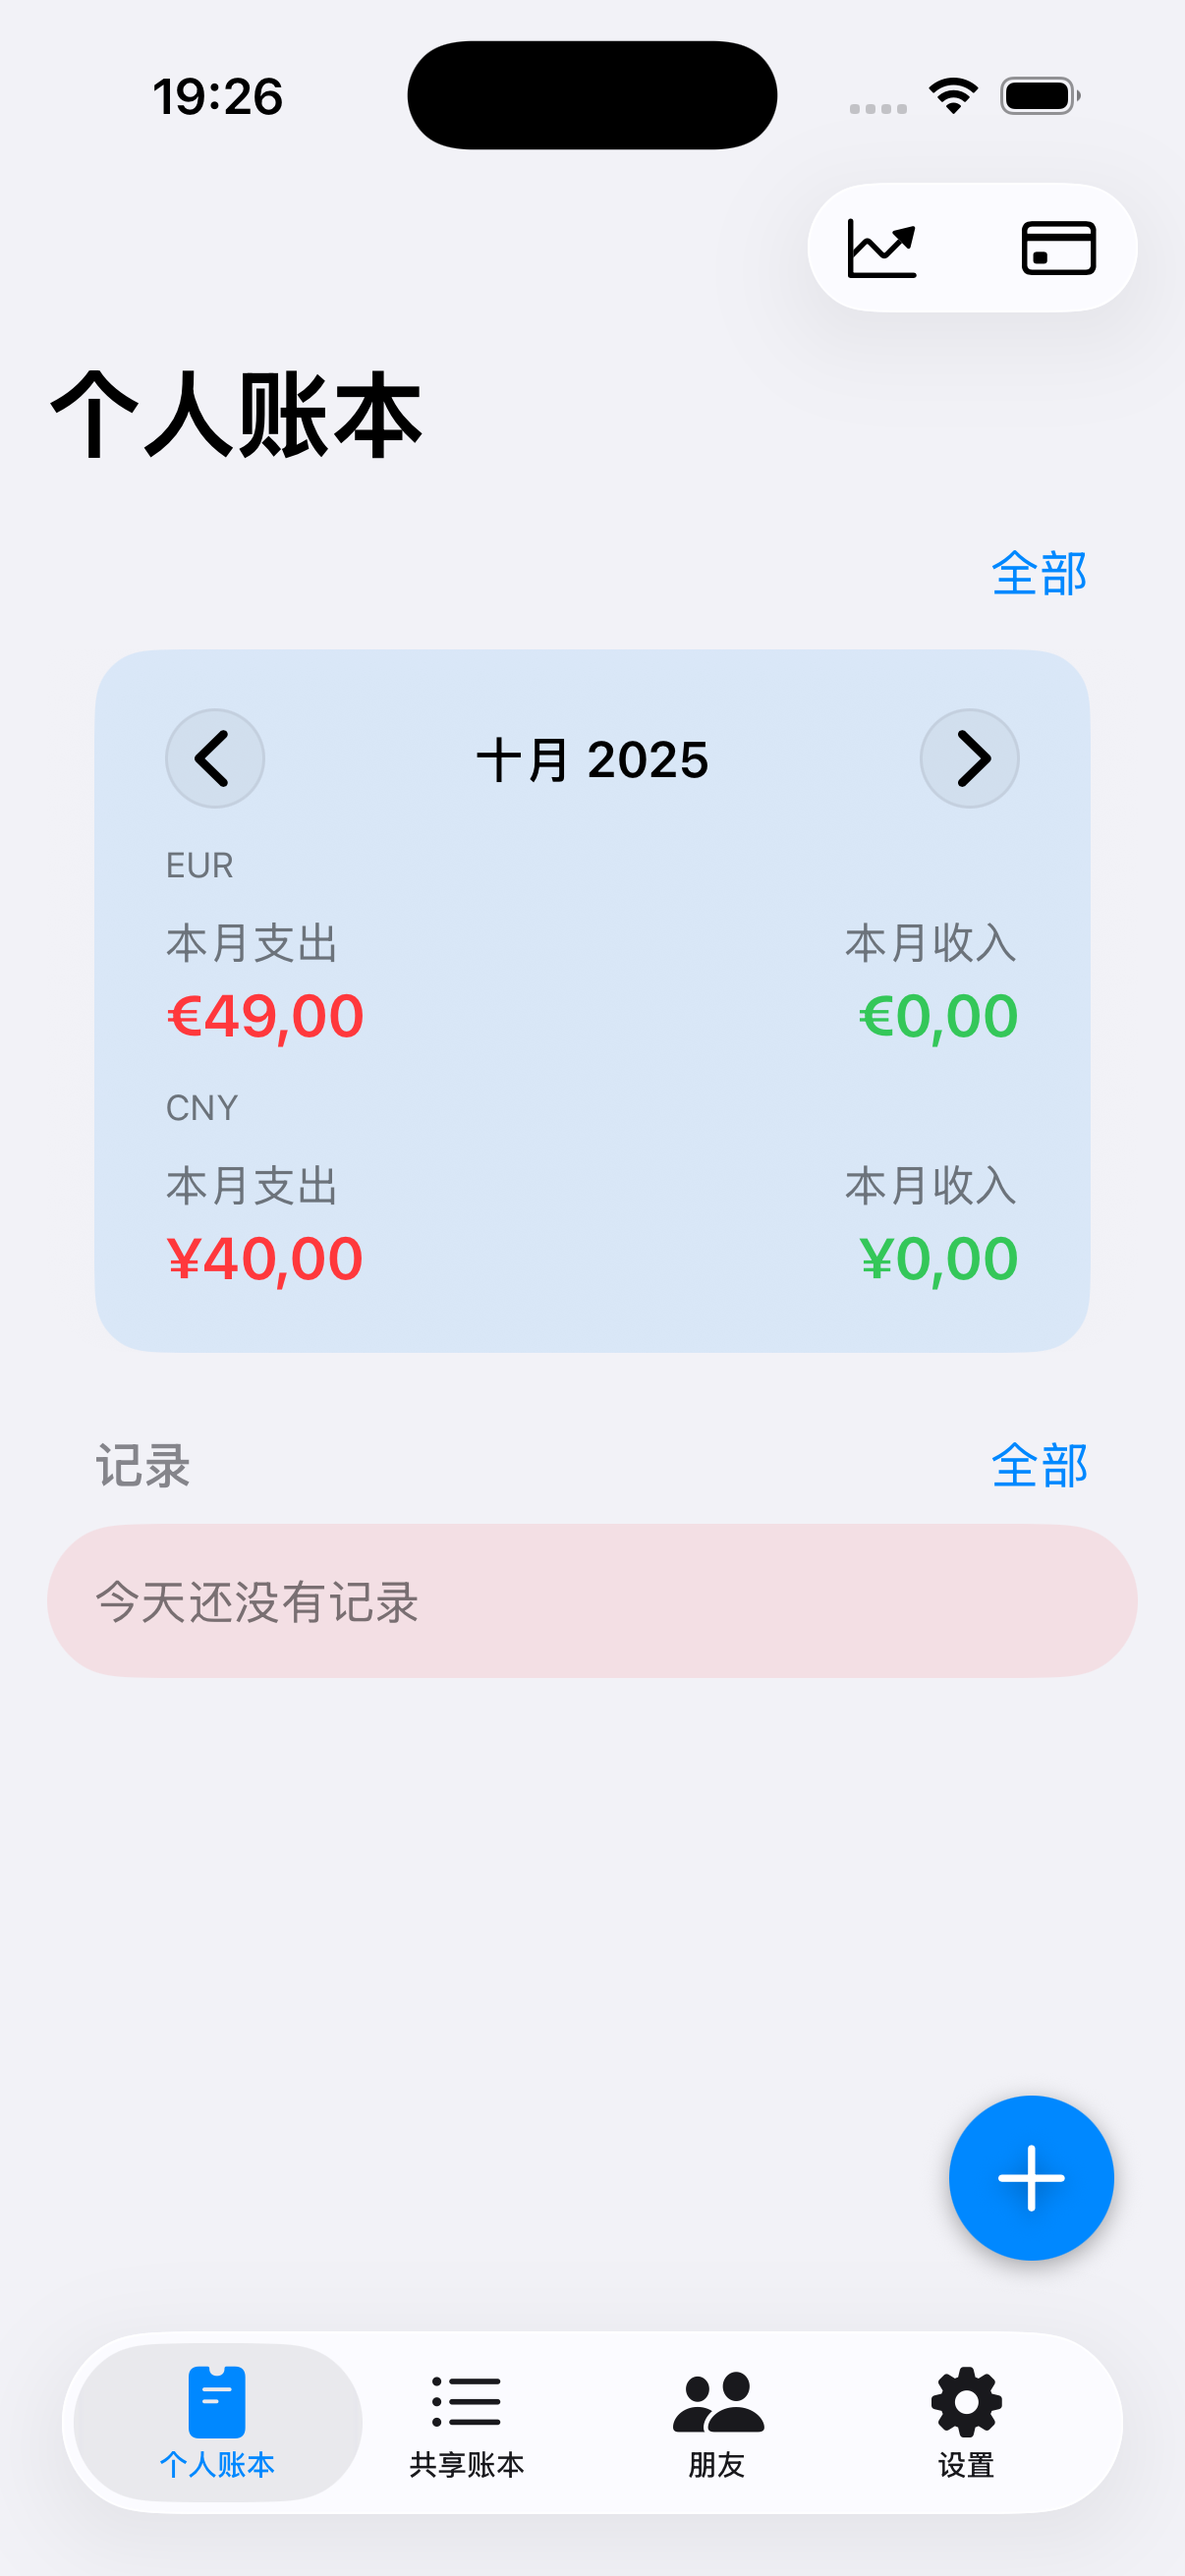 19:26
个人账本
全部
十月 2025
EUR
本月支出 本月收入
€49,00 €0,00
CNY
本月支出 本月收入
¥40,00 ¥0,00
记录 全部
今天还没有记录
个人账本 共享账本 朋友 设置